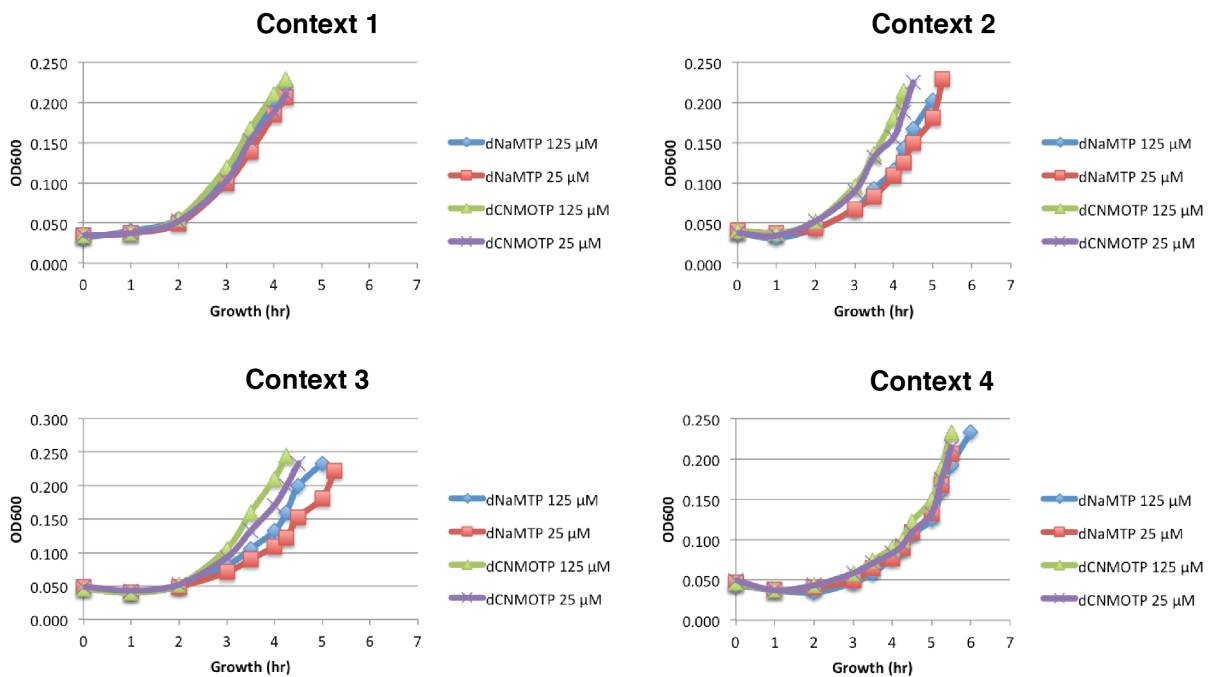 Context 1
0.250
0.200
0.150
0.100
0.050
0.000
OD600
0 1 2 3 4 5 6 7
Growth (hr)
dNaMTP 125 µM
dNaMTP 25 µM
dCNMOTP 125 µM
dCNMOTP 25 µM
Context 2
0.250
0.200
0.150
0.100
0.050
0.000
OD600
0 1 2 3 4 5 6 7
Growth (hr)
dNaMTP 125 µM
dNaMTP 25 µM
dCNMOTP 125 µM
dCNMOTP 25 µM
Context 3
0.300
0.250
0.200
0.150
0.100
0.050
0.000
OD600
0 1 2 3 4 5 6 7
Growth (hr)
dNaMTP 125 µM
dNaMTP 25 µM
dCNMOTP 125 µM
dCNMOTP 25 µM
Context 4
0.250
0.200
0.150
0.100
0.050
0.000
OD600
0 1 2 3 4 5 6 7
Growth (hr)
dNaMTP 125 µM
dNaMTP 25 µM
dCNMOTP 125 µM
dCNMOTP 25 µM